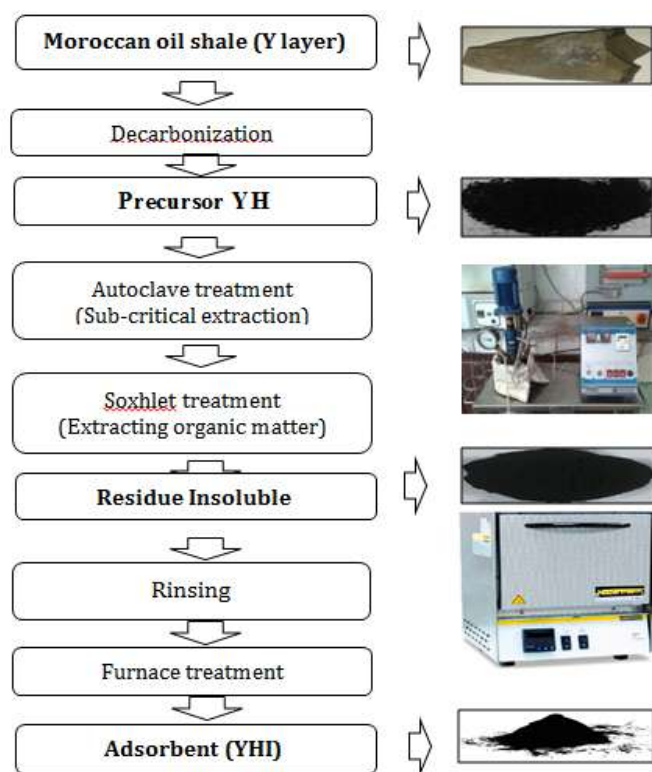 Moroccan oil shale (Y layer)
Decarbonization
Precursor YH
Autoclave treatment
(Sub-critical extraction)
Soxhlet treatment
(Extracting organic matter)
Residue Insoluble
Rinsing
Furnace treatment
Adsorbent (YHI)